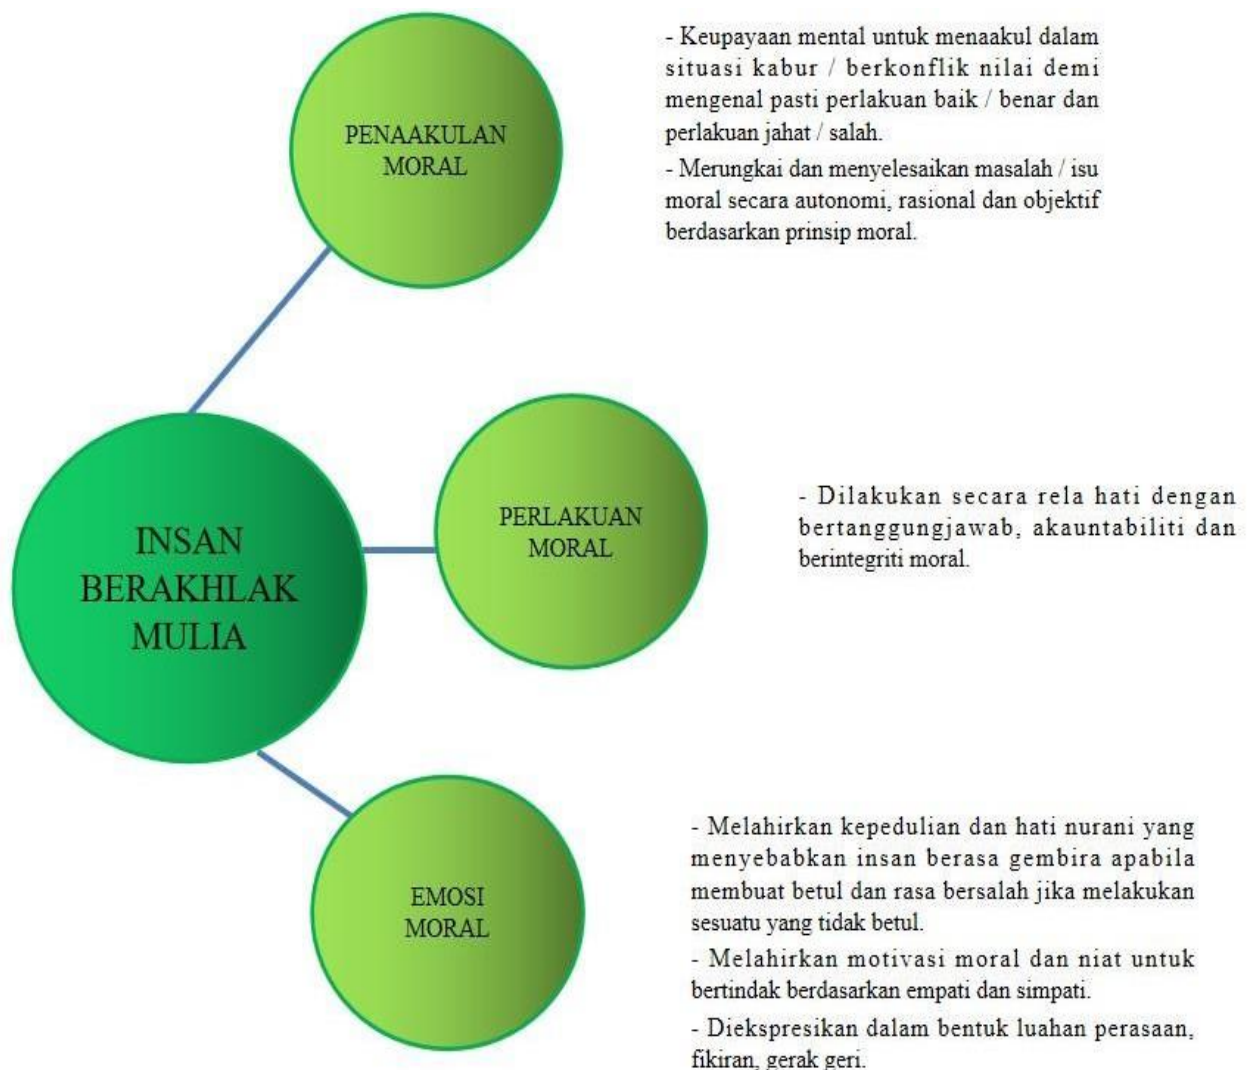 PENAAKULAN
MORAL
- Keupayaan mental untuk menaakul dalam
situasi kabur / berkonflik nilai demi
mengenal pasti perlakuan baik / benar dan
perlakuan jahat / salah.
- Merungkai dan menyelesaikan masalah / isu
moral secara autonomi, rasional dan objektif
berdasarkan prinsip moral.
INSAN
BERAKHLAK
MULIA
PERLAKUAN
MORAL
- Dilakukan secara rela hati dengan
bertanggungjawab, akauntabiliti dan
berintegriti moral.
EMOSI
MORAL
- Melahirkan kepedulian dan hati nurani yang
menyebabkan insan berasa gembira apabila
membuat betul dan rasa bersalah jika melakukan
sesuatu yang tidak betul.
- Melahirkan motivasi moral dan niat untuk
bertindak berdasarkan empati dan simpati.
- Diekspresikan dalam bentuk luahan perasaan,
fikiran, gerak geri.